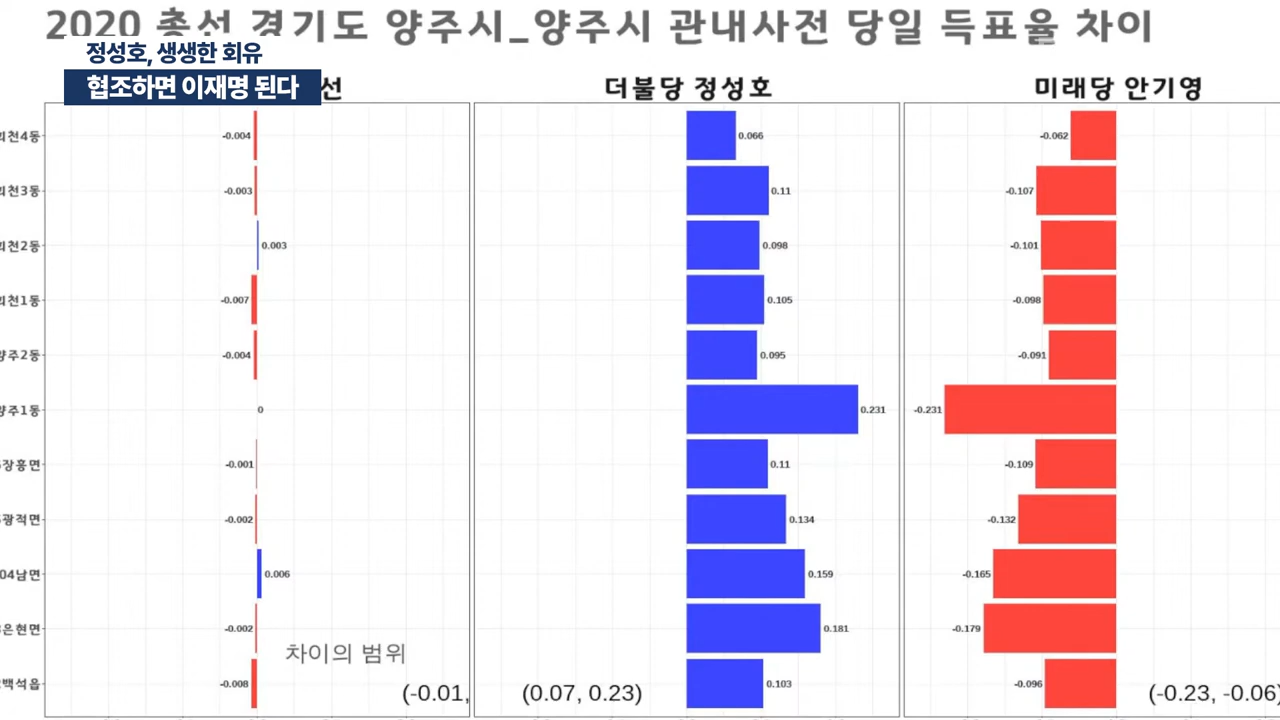 2020 총선 경기도 양주시_양주시 관내사전 당일 득표율 차이
정성호, 생생한 회유
협조하면 이재명 된다
선
더불당 정성호
미래당 안기영
천4동
-0.004
0.066
-0.062
천3동
-0.003
0.11
-0.107
천2동
0.003
0.098
-0.101
천1동
-0.007
0.105
-0.098
양주2동
-0.004
0.095
-0.091
양주1동
0
0.231
-0.231
장흥면
-0.001
0.11
-0.109
광적면
-0.002
0.134
-0.132
04남면
0.006
0.159
-0.165
은현면
-0.002
0.181
-0.179
차이의 범위
백석읍
-0.008
0.103
-0.096
(-0.01,
(0.07, 0.23)
(-0.23, -0.06)